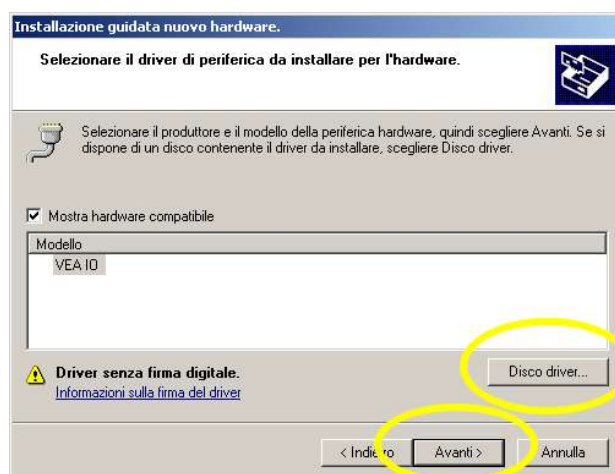 Installazione guidata nuovo hardware.
Selezionare il driver di periferica da installare per l'hardware.
Selezionare il produttore e il modello della periferica hardware, quindi scegliere Avanti. Se si
dispone di un disco contenente il driver da installare, scegliere Disco driver.
Mostra hardware compatibile
Modello
VEA IO
Driver senza firma digitale.
Informazioni sulla firma del driver
Disco driver...
< Indietro
Avanti >
Annulla